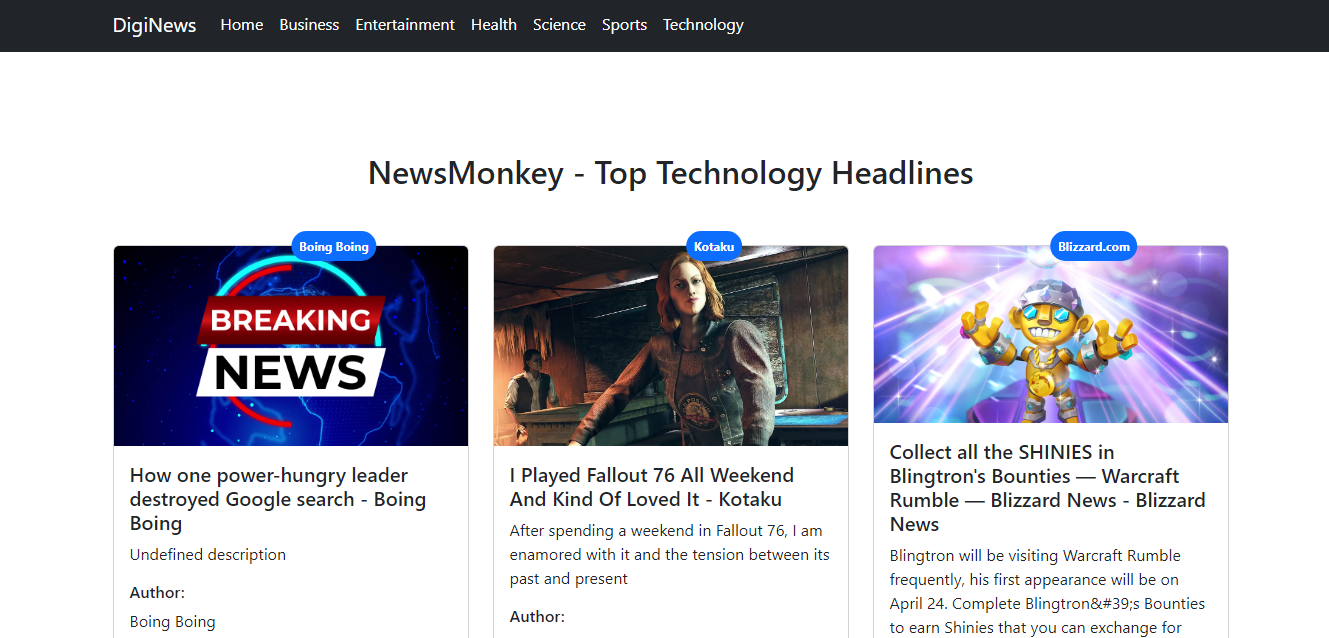 DigiNews Home Business Entertainment Health Science Sports Technology
NewsMonkey - Top Technology Headlines
Boing Boing
BREAKING
NEWS
How one power-hungry leader
destroyed Google search - Boing
Boing
Undefined description
Author:
Boing Boing
Kotaku
I Played Fallout 76 All Weekend
And Kind Of Loved It - Kotaku
After spending a weekend in Fallout 76, I am
enamored with it and the tension between its
past and present
Author:
Blizzard.com
Collect all the SHINIES in
Blingtron's Bounties — Warcraft
Rumble — Blizzard News - Blizzard
News
Blingtron will be visiting Warcraft Rumble
frequently, his first appearance will be on
April 24. Complete Blingtron&#39;s Bounties
to earn Shinies that you can exchange for